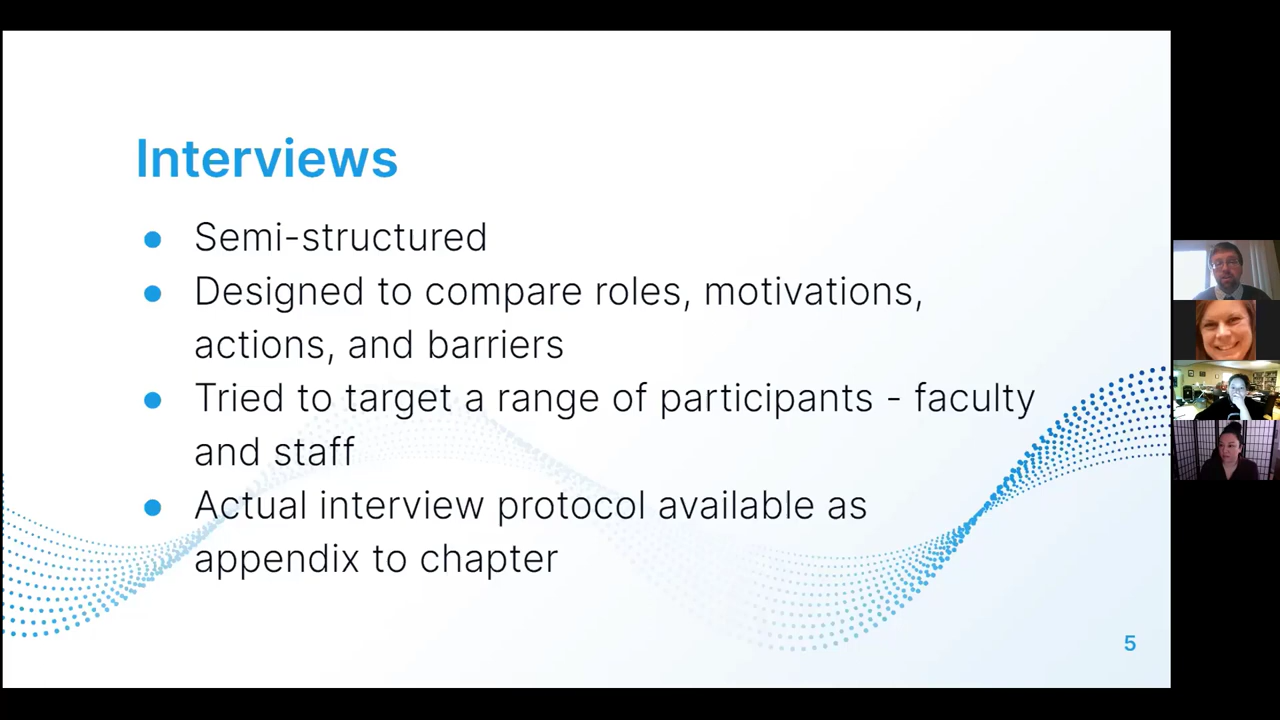 Interviews
● Semi-structured
● Designed to compare roles, motivations,
actions, and barriers
● Tried to target a range of participants - faculty
and staff
● Actual interview protocol available as
appendix to chapter
5